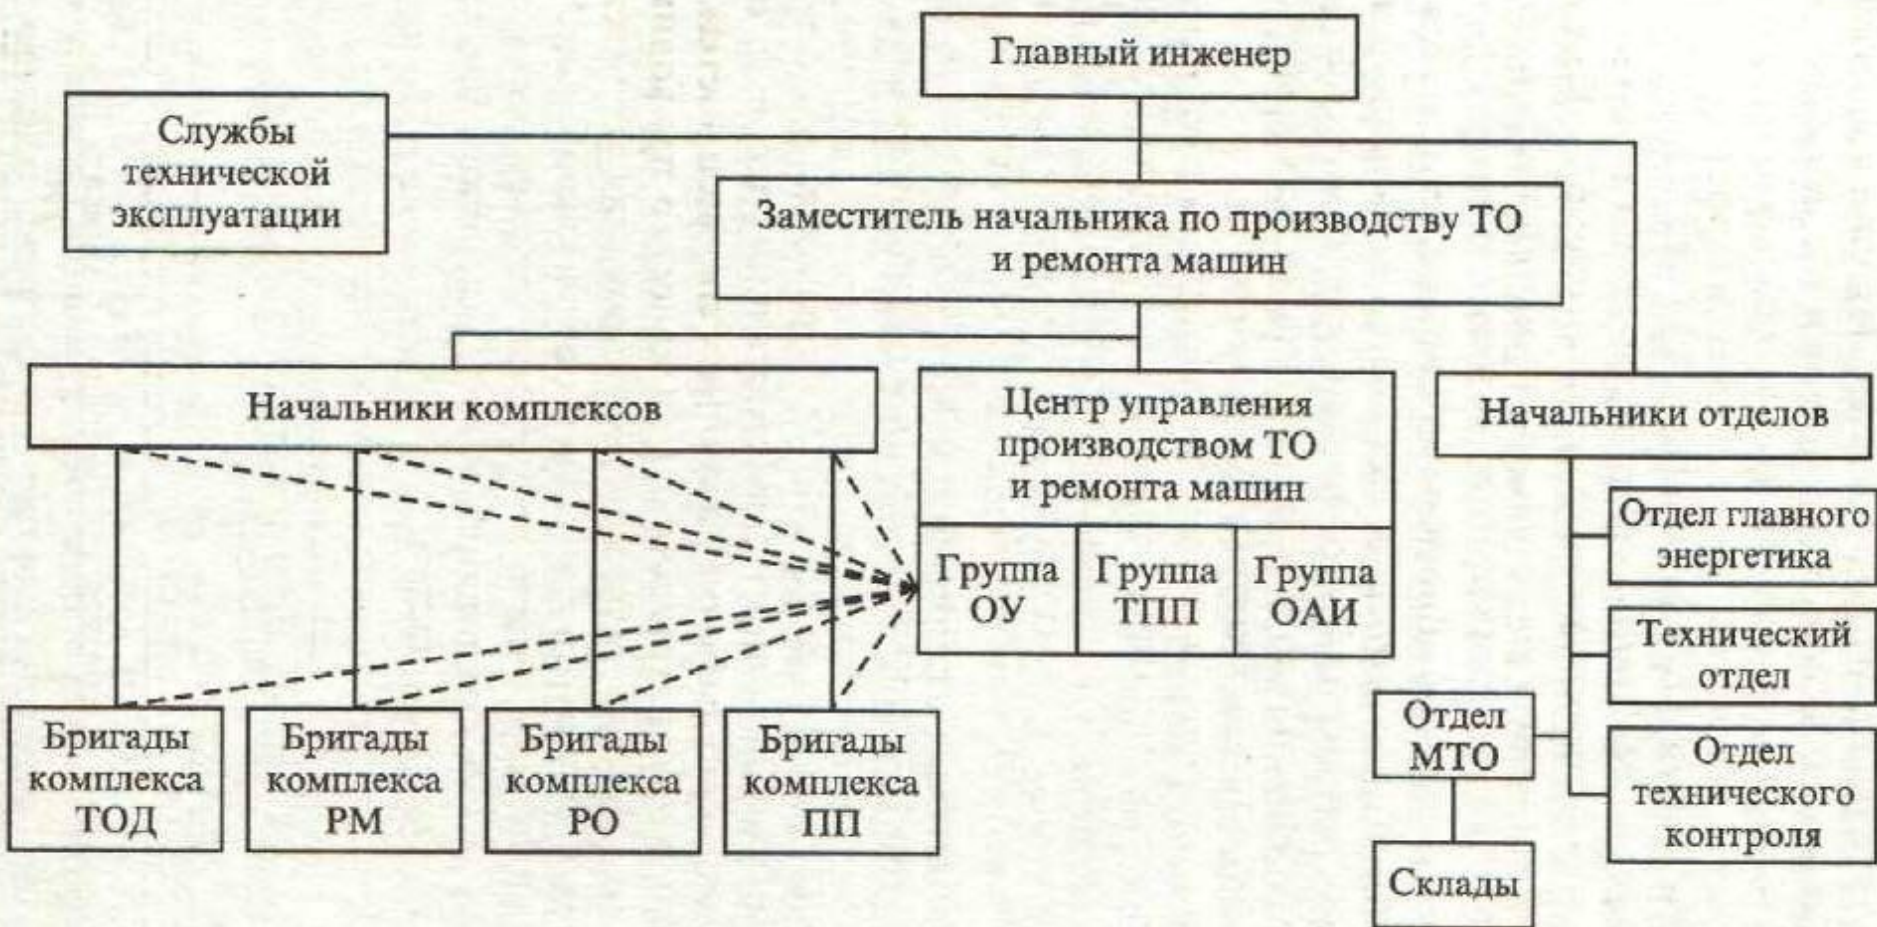 Главный инженер
Службы
технической
эксплуатации
Заместитель начальника по производству ТО
и ремонта машин
Начальники комплексов
Центр управления
производством ТО
и ремонта машин
Группа
ОУ
Группа
ТПП
Группа
ОАИ
Начальники отделов
Отдел главного
энергетика
Технический
отдел
Отдел
технического
контроля
Отдел
МТО
Склады
Бригады
комплекса
ТОД
Бригады
комплекса
РМ
Бригады
комплекса
РО
Бригады
комплекса
ПП